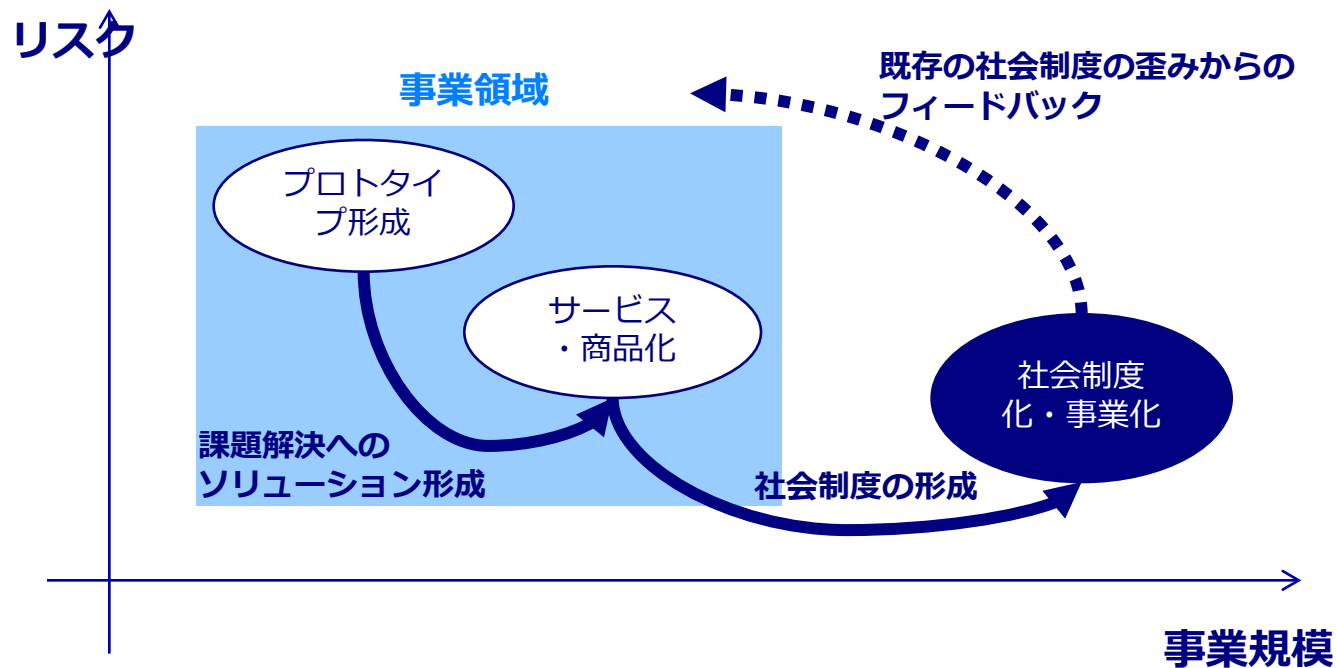 リスク
事業領域
既存の社会制度の歪みからの
フィードバック
プロトタイ
プ形成
サービス
・商品化
社会制度
化・事業化
課題解決への
ソリューション形成
社会制度の形成
事業規模